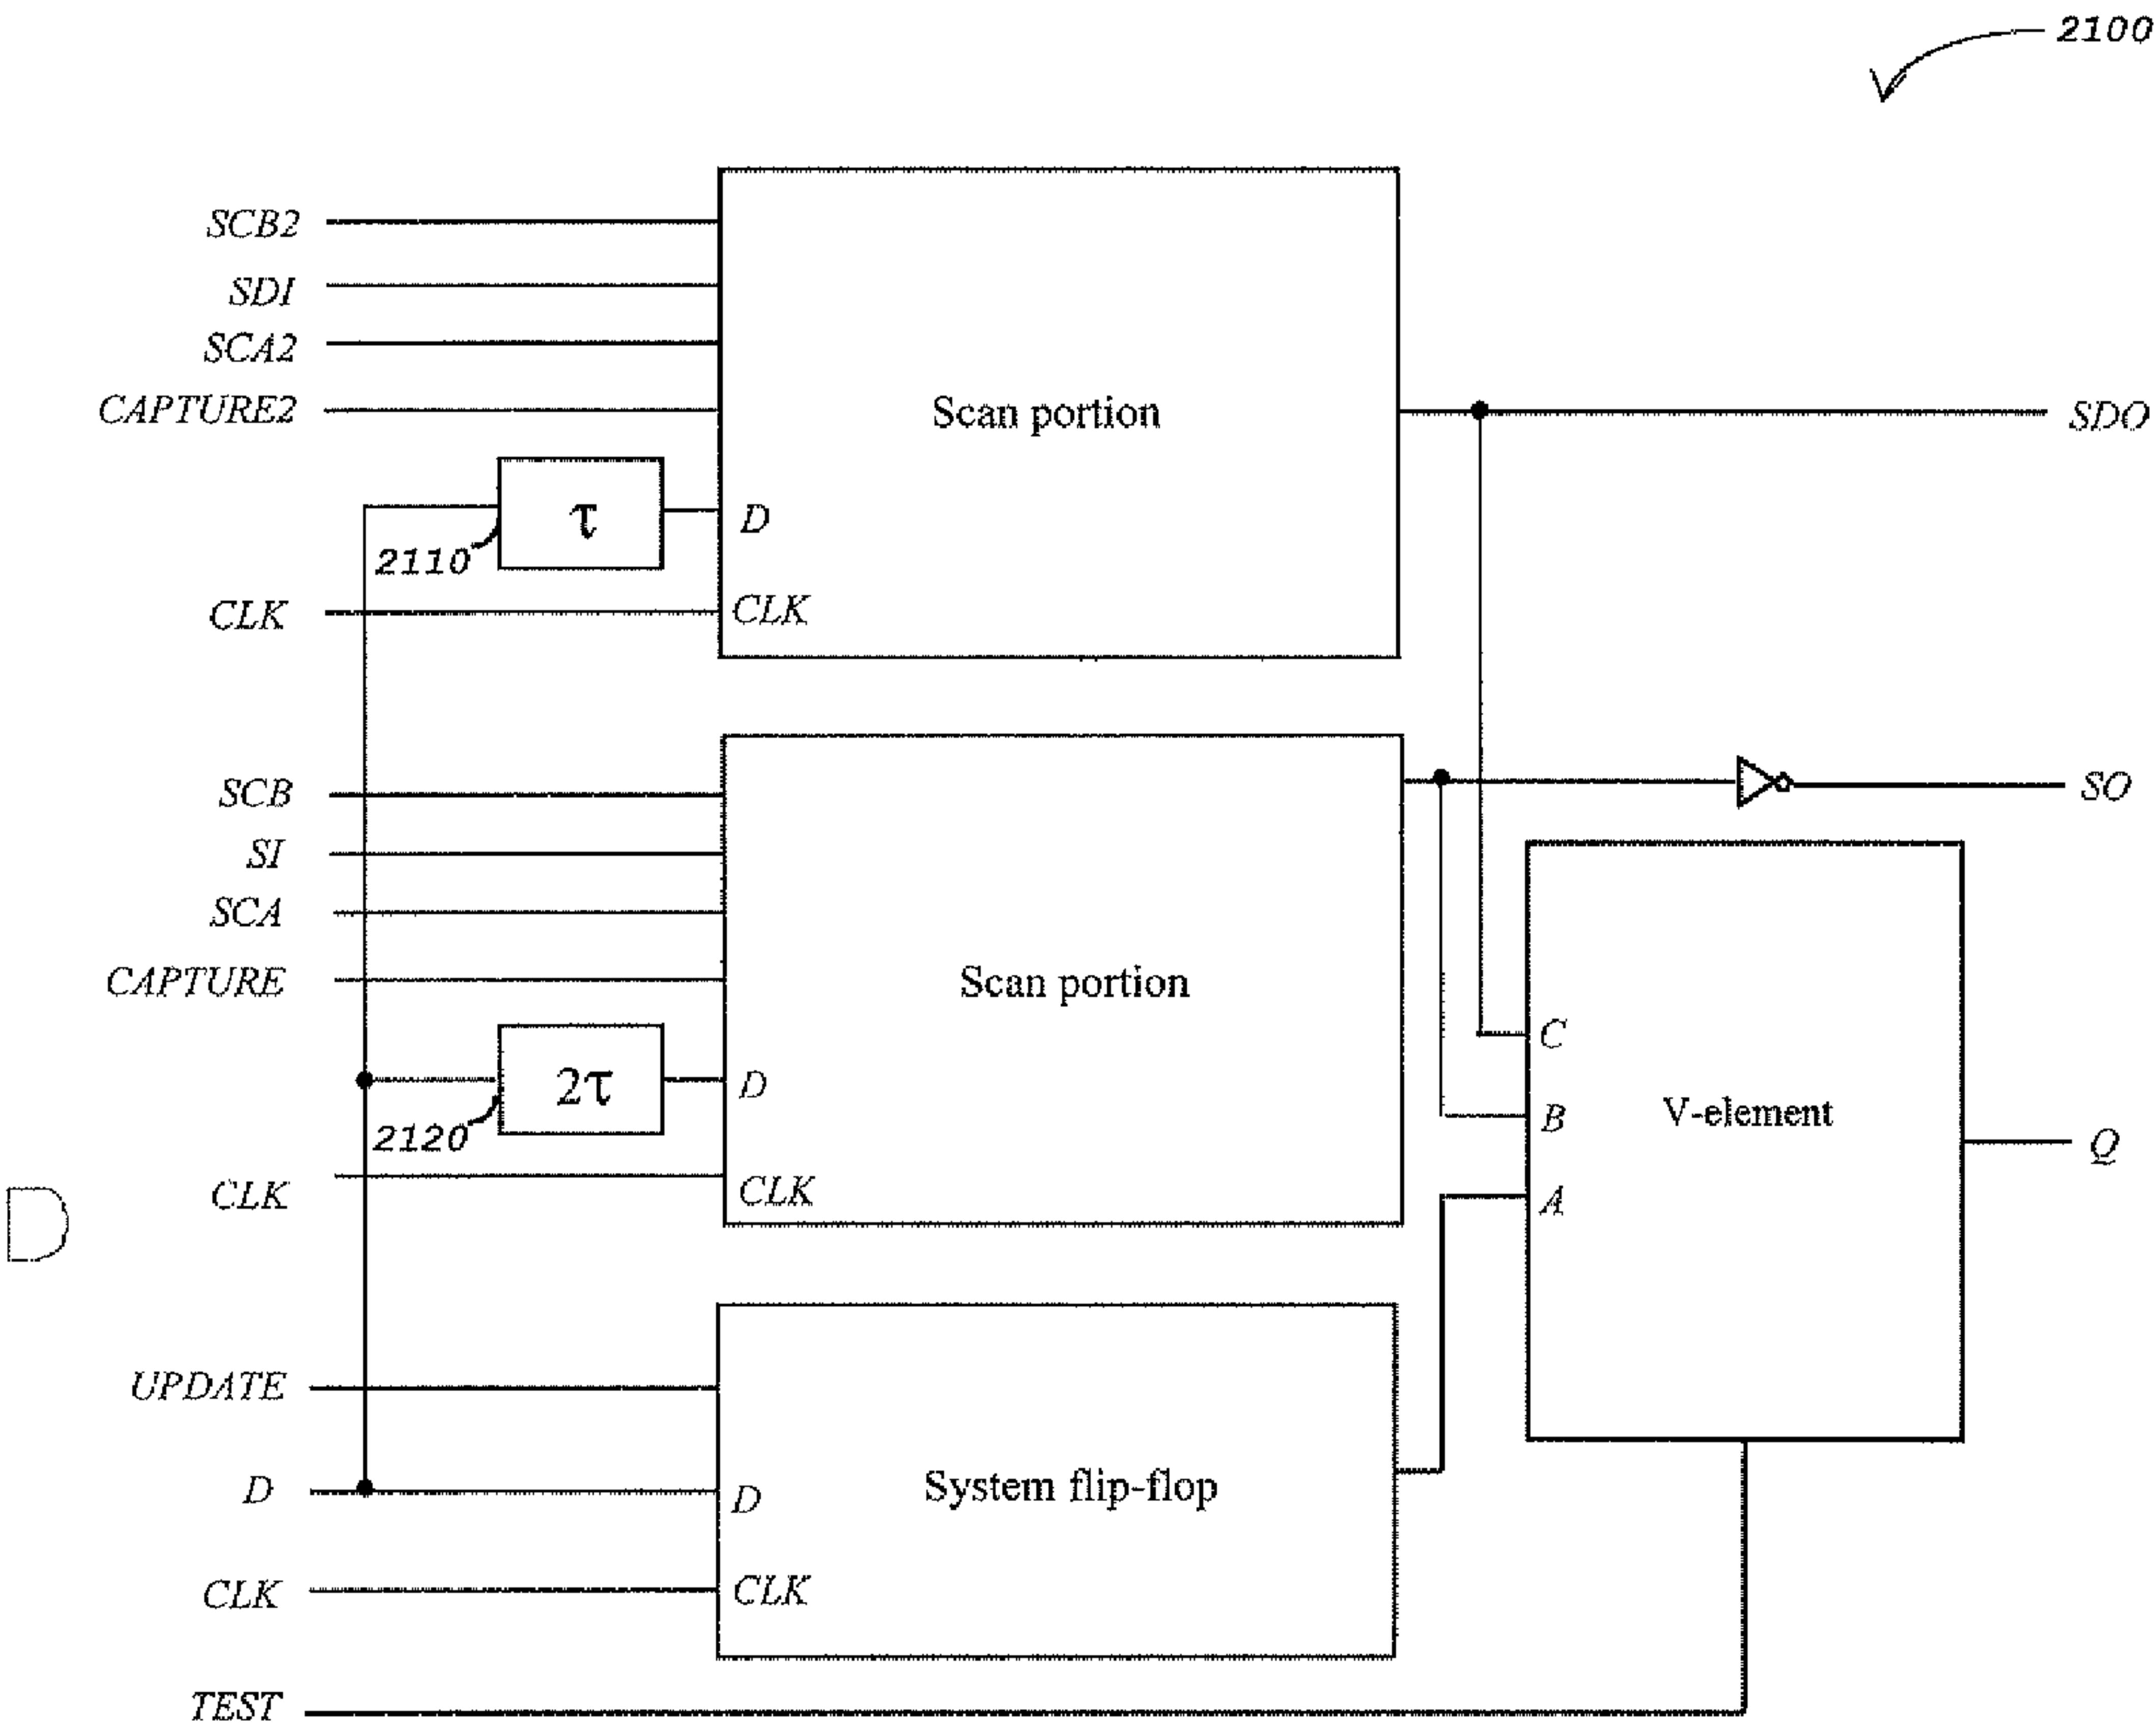 2100
SCB2
SDI
SCA2
CAPTURE2
Scan portion
SDO
τ
D
2110
CLK
CLK
SCB
SO
SI
SCA
CAPTURE
Scan portion
C
2τ
D
B
V-element
2120
Q
CLK
CLK
A
D
UPDATE
D
D
System flip-flop
CLK
CLK
TEST